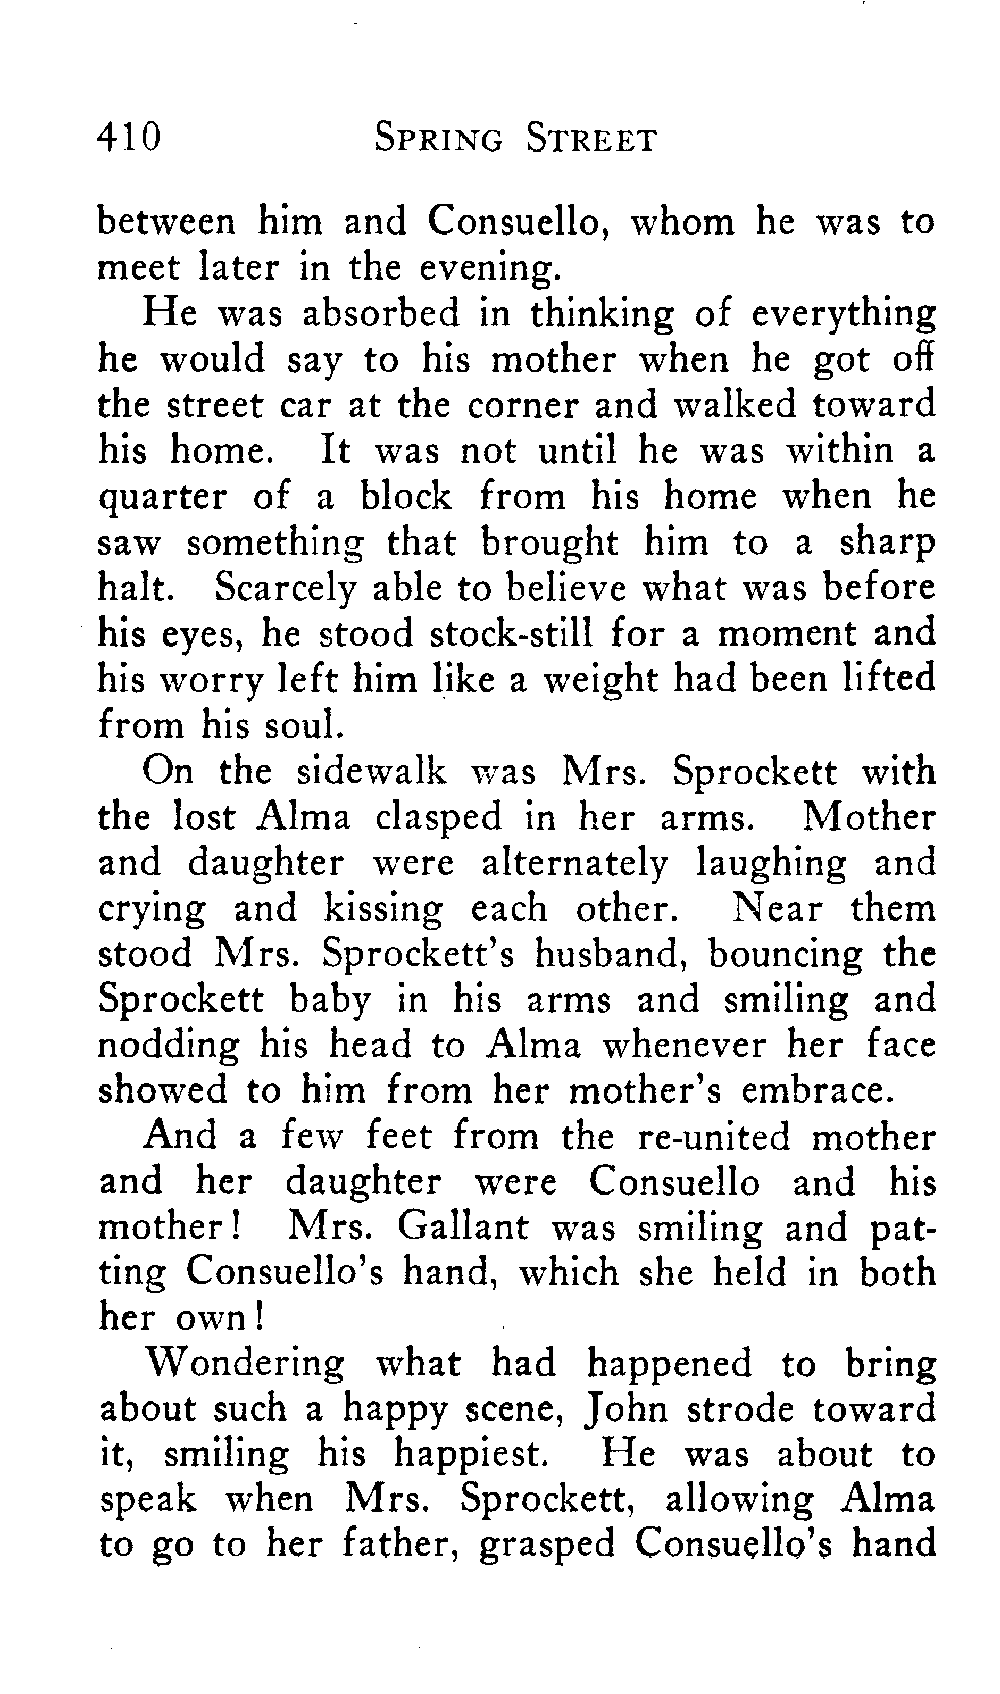 410 SPRING STREET
between him and Consuello, whom he was to
meet later in the evening.
He was absorbed in thinking of everything
he would say to his mother when he got off
the street car at the corner and walked toward
his home. It was not until he was within a
quarter of a block from his home when he
saw something that brought him to a sharp
halt. Scarcely able to believe what was before
his eyes, he stood stock-still for a moment and
his worry left him like a weight had been lifted
from his soul.
On the sidewalk was Mrs. Sprockett with
the lost Alma clasped in her arms. Mother
and daughter were alternately laughing and
crying and kissing each other. Near them
stood Mrs. Sprockett's husband, bouncing the
Sprockett baby in his arms and smiling and
nodding his head to Alma whenever her face
showed to him from her mother's embrace.
And a few feet from the re-united mother
and her daughter were Consuello and his
mother! Mrs. Gallant was smiling and pat-
ting Consuello's hand, which she held in both
her own!
Wondering what had happened to bring
about such a happy scene, John strode toward
it, smiling his happiest. He was about to
speak when Mrs. Sprockett, allowing Alma
to go to her father, grasped Consuello's hand